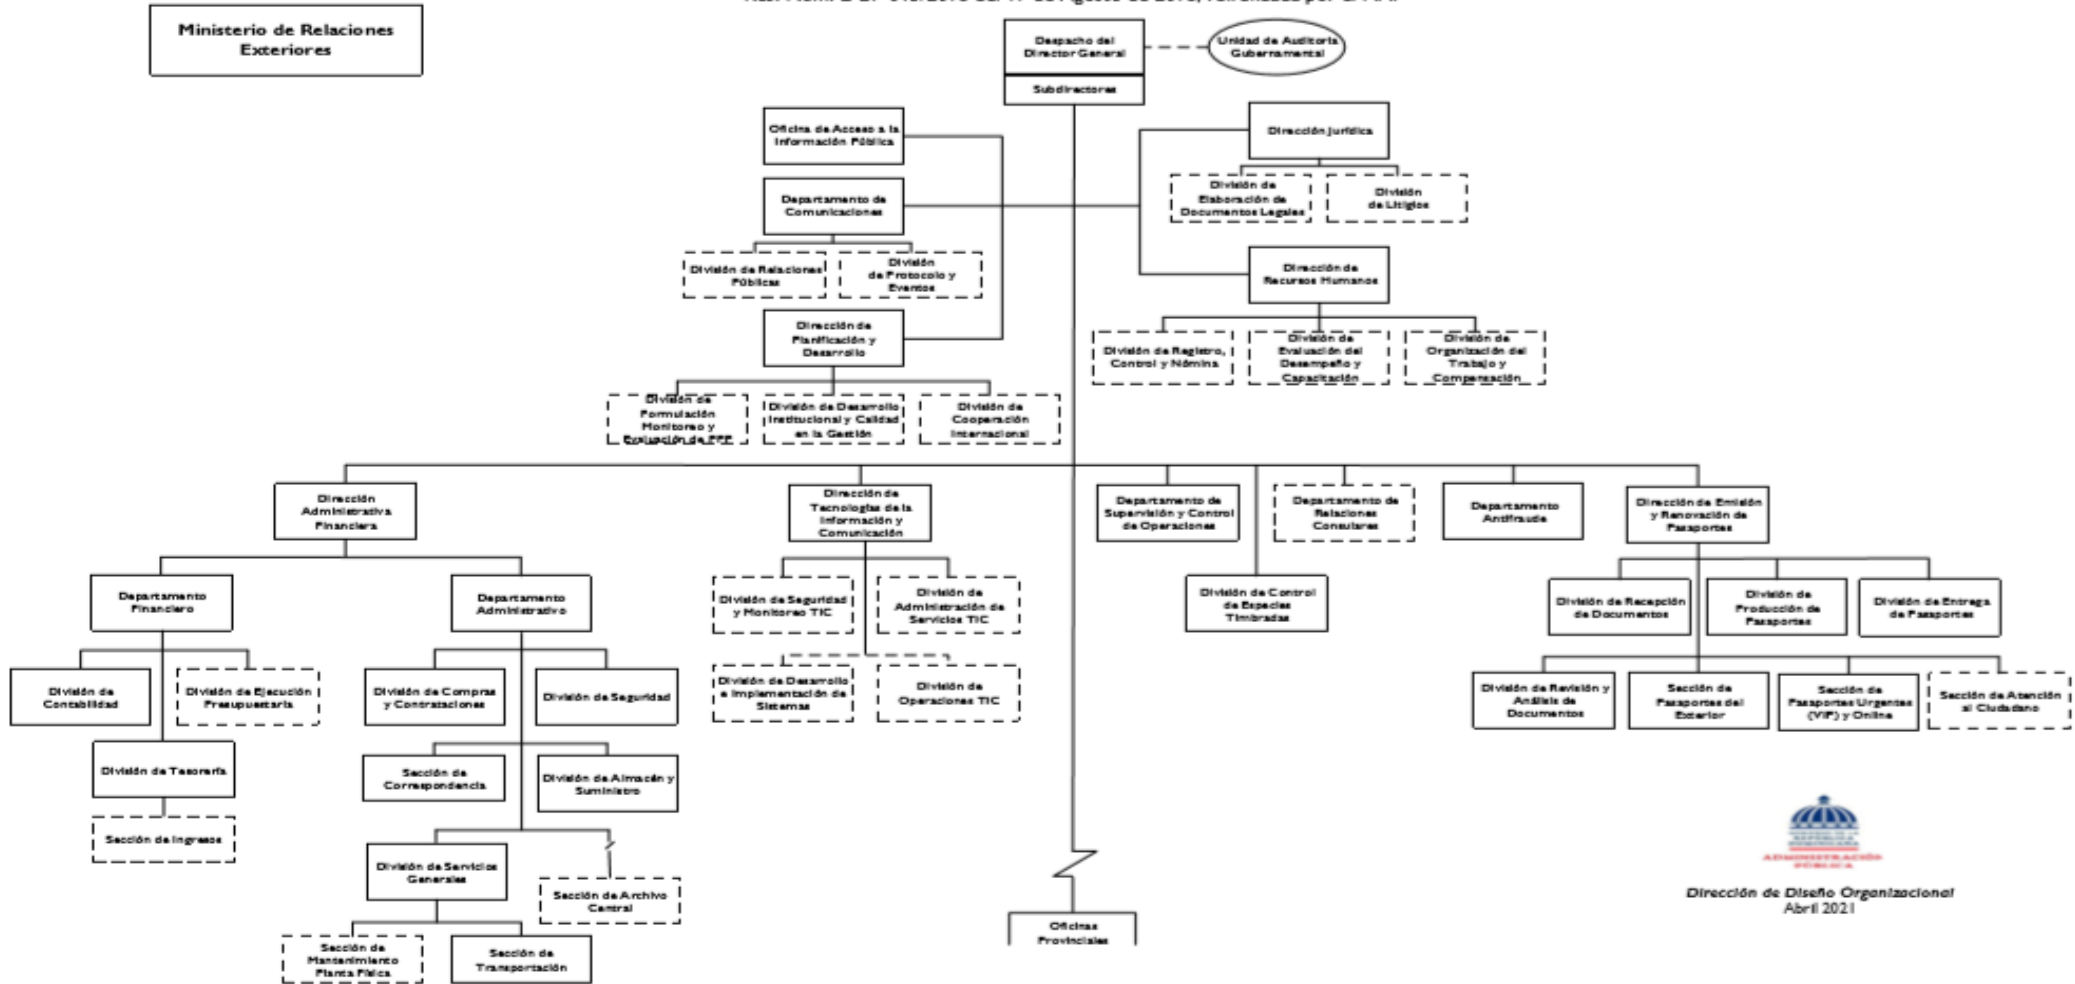 Ministerio de Relaciones
Exteriores
Despacho del
Director General
Unidad de Auditoría
Gubernamental
Subdirectores
Oficina de Acceso a la
Información Pública
Dirección Jurídica
División de
Elaboración de
Documentos Legales
División
de Litigios
Departamento de
Comunicaciones
División de Relaciones
Públicas
División
de Protocolo y
Eventos
Dirección de
Recursos Humanos
Dirección de
Planificación y
Desarrollo
División de Registro,
Control y Nómina
División de
Evaluación del
Desempeño y
Capacitación
División de
Organización del
Trabajo y
Compensación
División de
Formulación
Monitoreo y
Evaluación de PPP
División de Desarrollo
Institucional y Calidad
en la Gestión
División de
Cooperación
Internacional
Dirección
Administrativa
Financiera
Dirección de
Tecnologías de la
Información y
Comunicación
Departamento de
Supervisión y Control
de Operaciones
Departamento de
Relaciones
Consulares
Departamento
Antifraude
Dirección de Emisión
y Renovación de
Pasaportes
Departamento
Financiero
Departamento
Administrativo
División de Seguridad
y Monitoreo TIC
División de
Administración de
Servicios TIC
División de Control
de Especies
Timbradas
División de Recepción
de Documentos
División de
Producción de
Pasaportes
División de Entrega
de Pasaportes
División de
Contabilidad
División de Ejecución
Presupuestaria
División de Compras
y Contrataciones
División de Seguridad
División de Desarrollo
e Implementación de
Sistemas
División de
Operaciones TIC
División de Revisión y
Análisis de
Documentos
Sección de
Pasaportes del
Exterior
Sección de
Pasaportes Urgentes
(VIP) y Online
Sección de Atención
al Ciudadano
División de Tesorería
Sección de
Correspondencia
División de Almacén y
Suministro
Sección de Ingresos
División de Servicios
Generales
Sección de Archivo
Central
Sección de
Mantenimiento
Planta Física
Sección de
Transportación
Oficinas
Provinciales
GOBIERNO DE LA
REPÚBLICA
DOMINICANA
ADMINISTRACIÓN
PÚBLICA
Dirección de Diseño Organizacional
Abril 2021